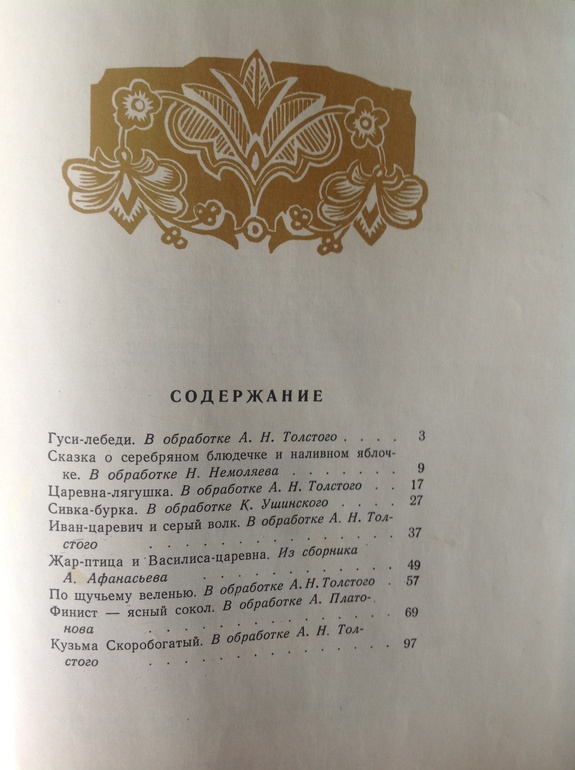 СОДЕРЖАНИЕ
Гуси-лебеди. В обработке А. Н. Толстого . . . . 3
Сказка о серебряном блюдечке и наливном яблоч-
ке. В обработке Н. Немоляева . . . . . . . 9
Царевна-лягушка. В обработке А. Н. Толстого . . . 17
Сивка-бурка. В обработке К. Ушинского . . . . 27
Иван-царевич и серый волк. В обработке А. Н. Тол-
стого . . . . . . . . . . . . 37
Жар-птица и Василиса-царевна. Из сборника
А. Афанасьева . . . . . . . . . . 49
По щучьему веленью. В обработке А. Н. Толстого . 57
Финист — ясный сокол. В обработке А. Плато-
нова . . . . . . . . . . . . 69
Кузьма Скоробогатый. В обработке А. Н. Тол-
стого . . . . . . . . . . . . 97